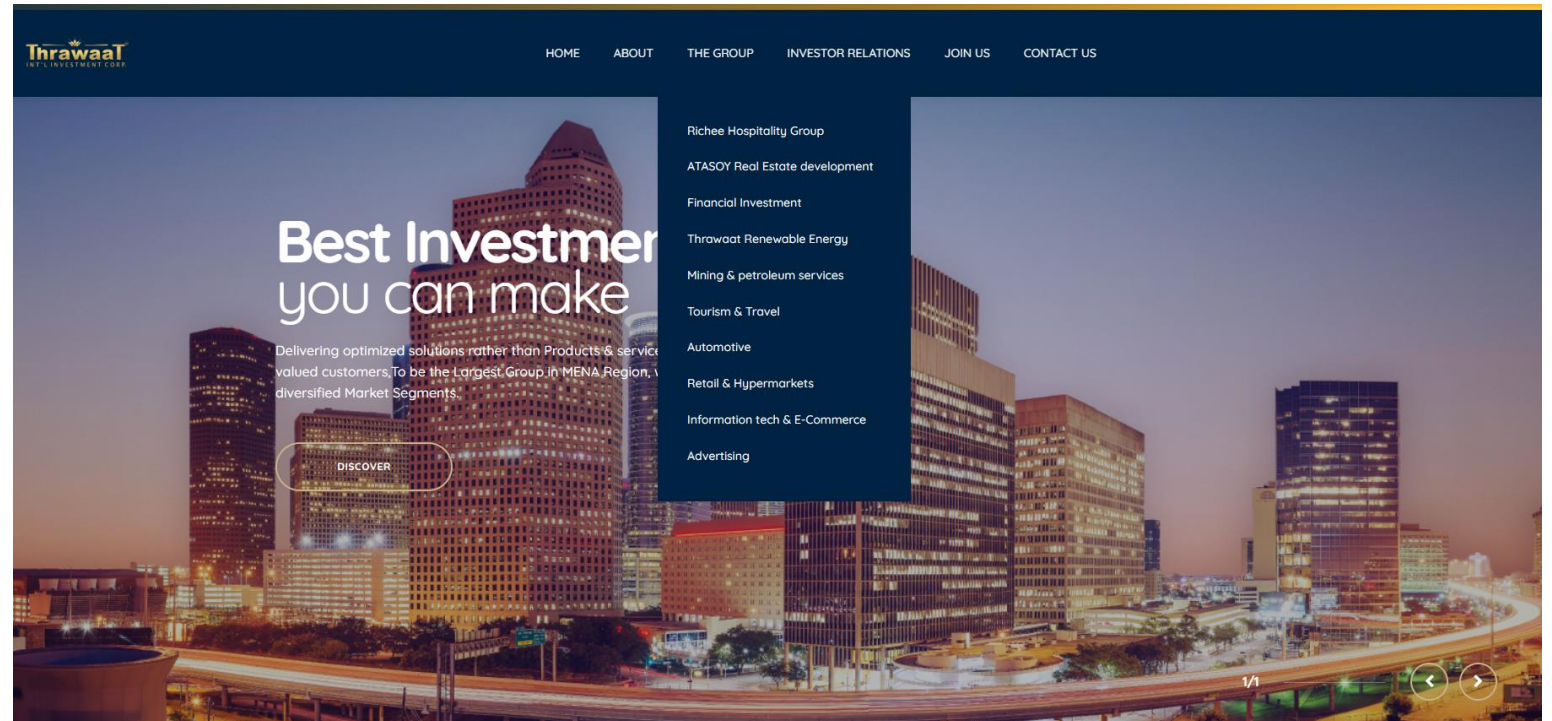 ThrawaaT
INT'L INVESTMENT CORP.
HOME ABOUT THE GROUP INVESTOR RELATIONS JOIN US CONTACT US
Richee Hospitality Group
ATASOY Real Estate development
Financial Investment
Thrawaat Renewable Energy
Mining & petroleum services
Tourism & Travel
Automotive
Retail & Hypermarkets
Information tech & E-Commerce
Advertising
Best Investmen
you can make
Delivering optimized solutions rather than Products & service
valued customers,To be the Largest Group in MENA Region,
diversified Market Segments.
DISCOVER
1/1